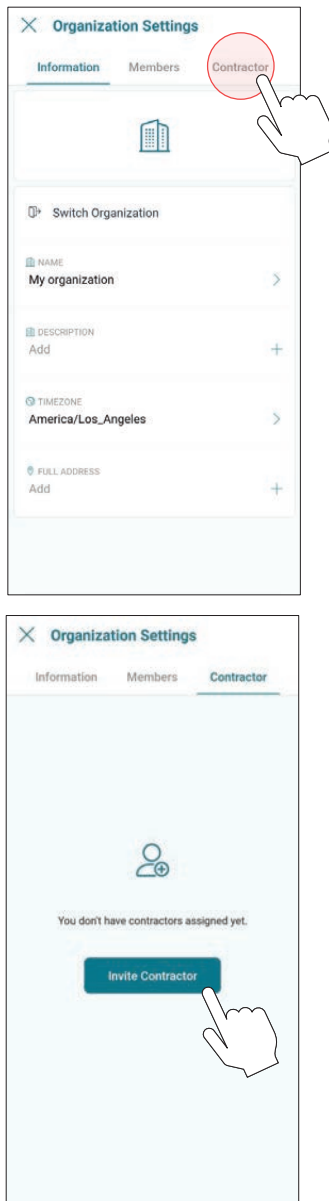 Organization Settings
Information Members Contractor
Switch Organization
NAME
My organization
DESCRIPTION
Add
TIMEZONE
America/Los_Angeles
FULL ADDRESS
Add
Organization Settings
Information Members Contractor
You don't have contractors assigned yet.
Invite Contractor